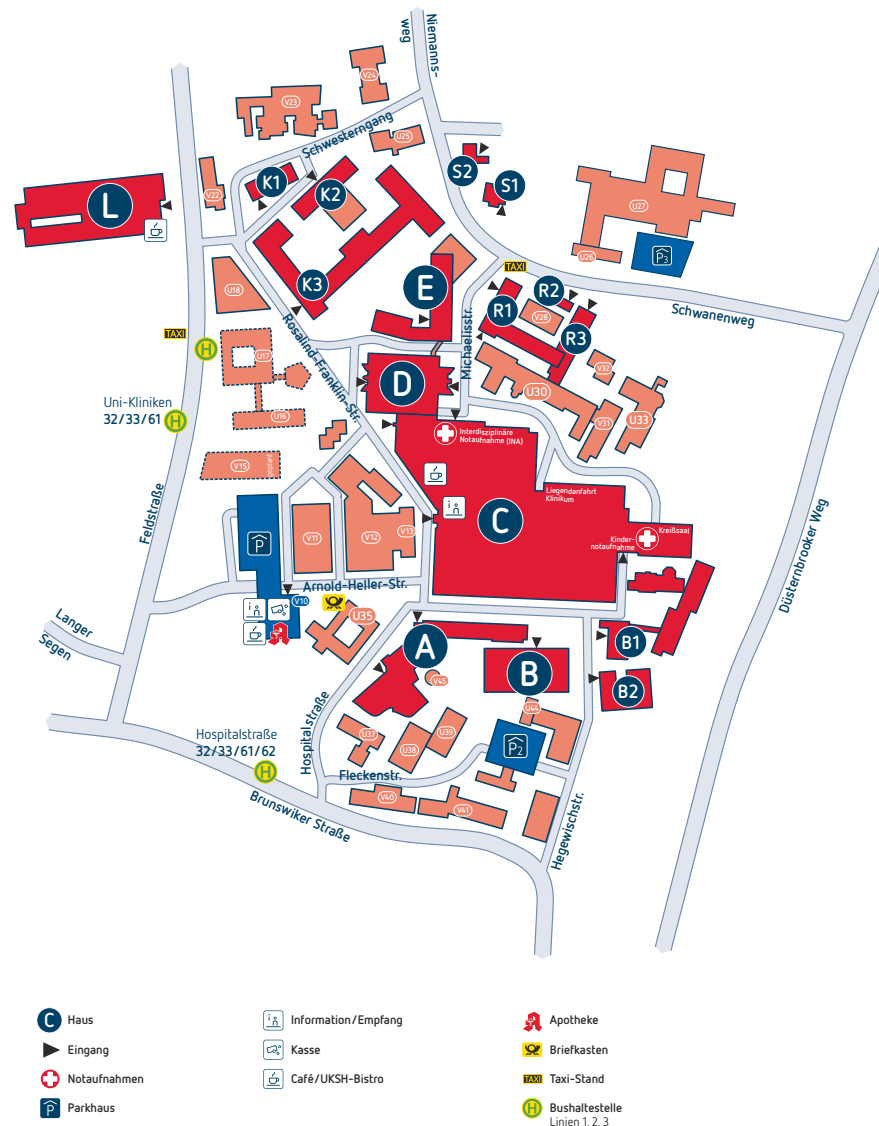 Niemanns-
weg
V24
V23
U25
Schwesterngang
S2
S1
K1
K2
V22
L
U27
U26
P3
U18
K3
E
TAXI
R1
R2
V28
R3
Schwanenweg
Michaelisstr.
Rosalind-Franklin-Str.
TAXI
H
U17
D
V32
U30
U33
V31
Uni-Kliniken
32/33/61
H
U16
Interdisziplinäre
Notaufnahme (INA)
V15
geplant
Liegendanfahrt
Klinikum
C
Kreißsaal
Kinder-
notaufnahme
Feldstraße
P
V11
V12
V13
Düsternbrooker Weg
Arnold-Heller-Str.
V10
U35
Langer
Segen
A
B
B1
B2
V45
U44
Hospitalstraße
Hospitalstraße
32/33/61/62
H
U37
U38
U39
P2
Fleckenstr.
V40
V41
Hegewischstr.
Brunswiker Straße
C Haus
Eingang
Notaufnahmen
P Parkhaus
Information/Empfang
Kasse
Café/UKSH-Bistro
Apotheke
Briefkasten
TAXI Taxi-Stand
H Bushaltestelle
Linien 1, 2, 3